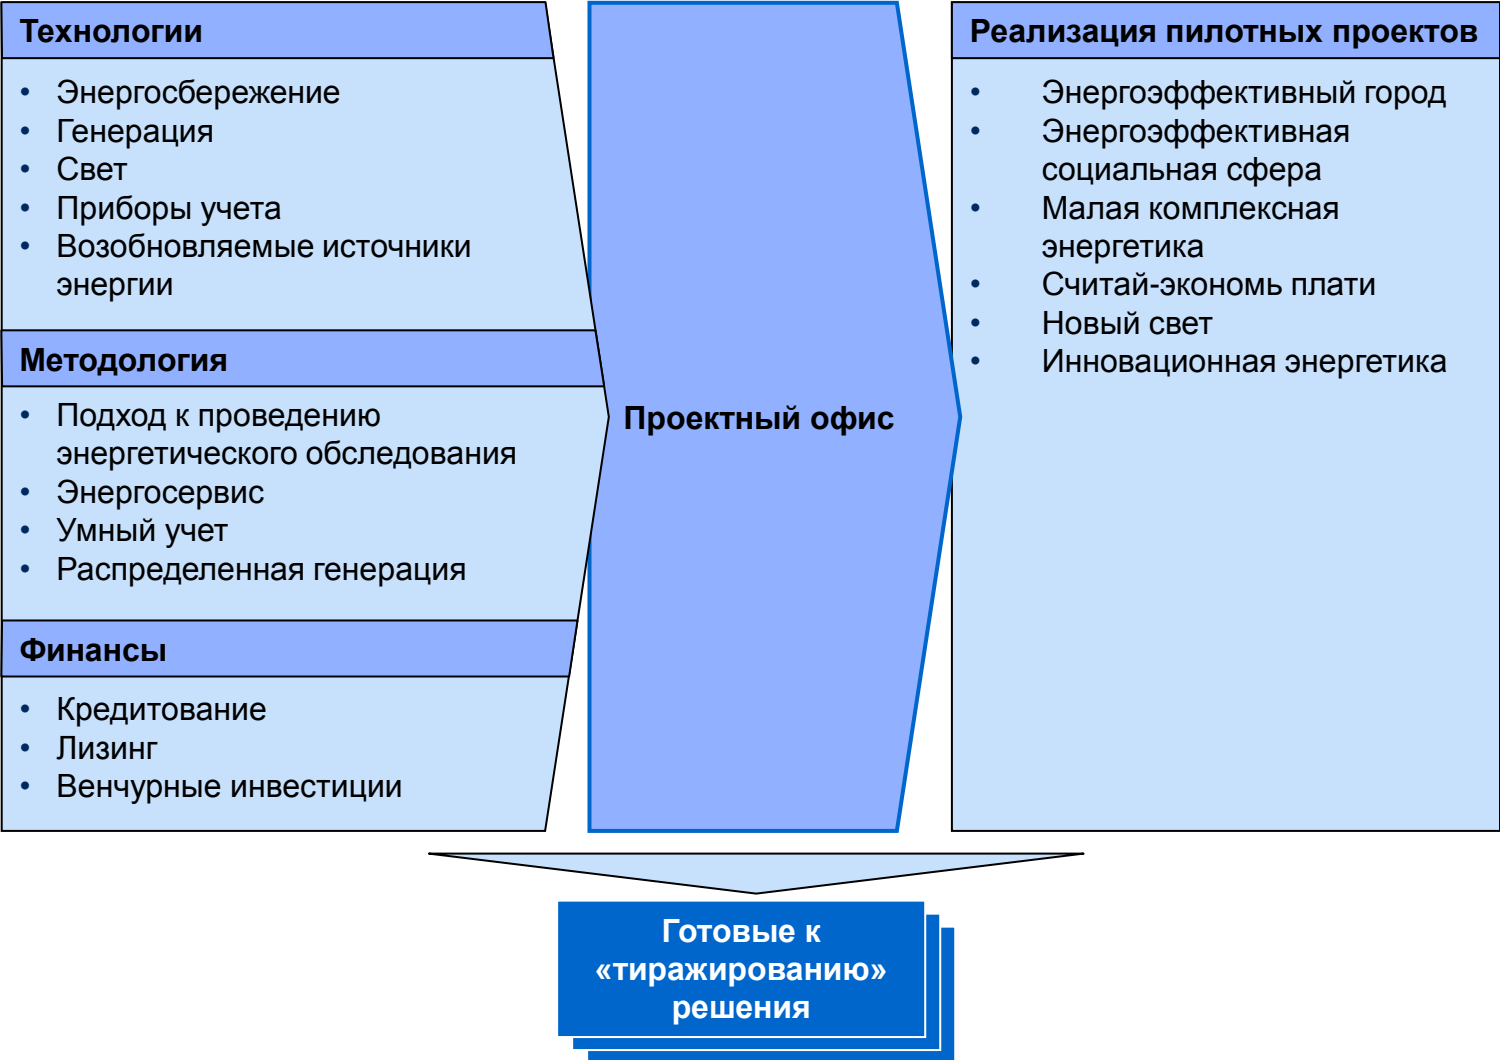 Технологии
• Энергосбережение
• Генерация
• Свет
• Приборы учета
• Возобновляемые источники
энергии
Методология
• Подход к проведению
энергетического обследования
• Энергосервис
• Умный учет
• Распределенная генерация
Финансы
• Кредитование
• Лизинг
• Венчурные инвестиции
Проектный офис
Реализация пилотных проектов
• Энергоэффективный город
• Энергоэффективная
социальная сфера
• Малая комплексная
энергетика
• Считай-экономь плати
• Новый свет
• Инновационная энергетика
Готовые к
«тиражированию»
решения